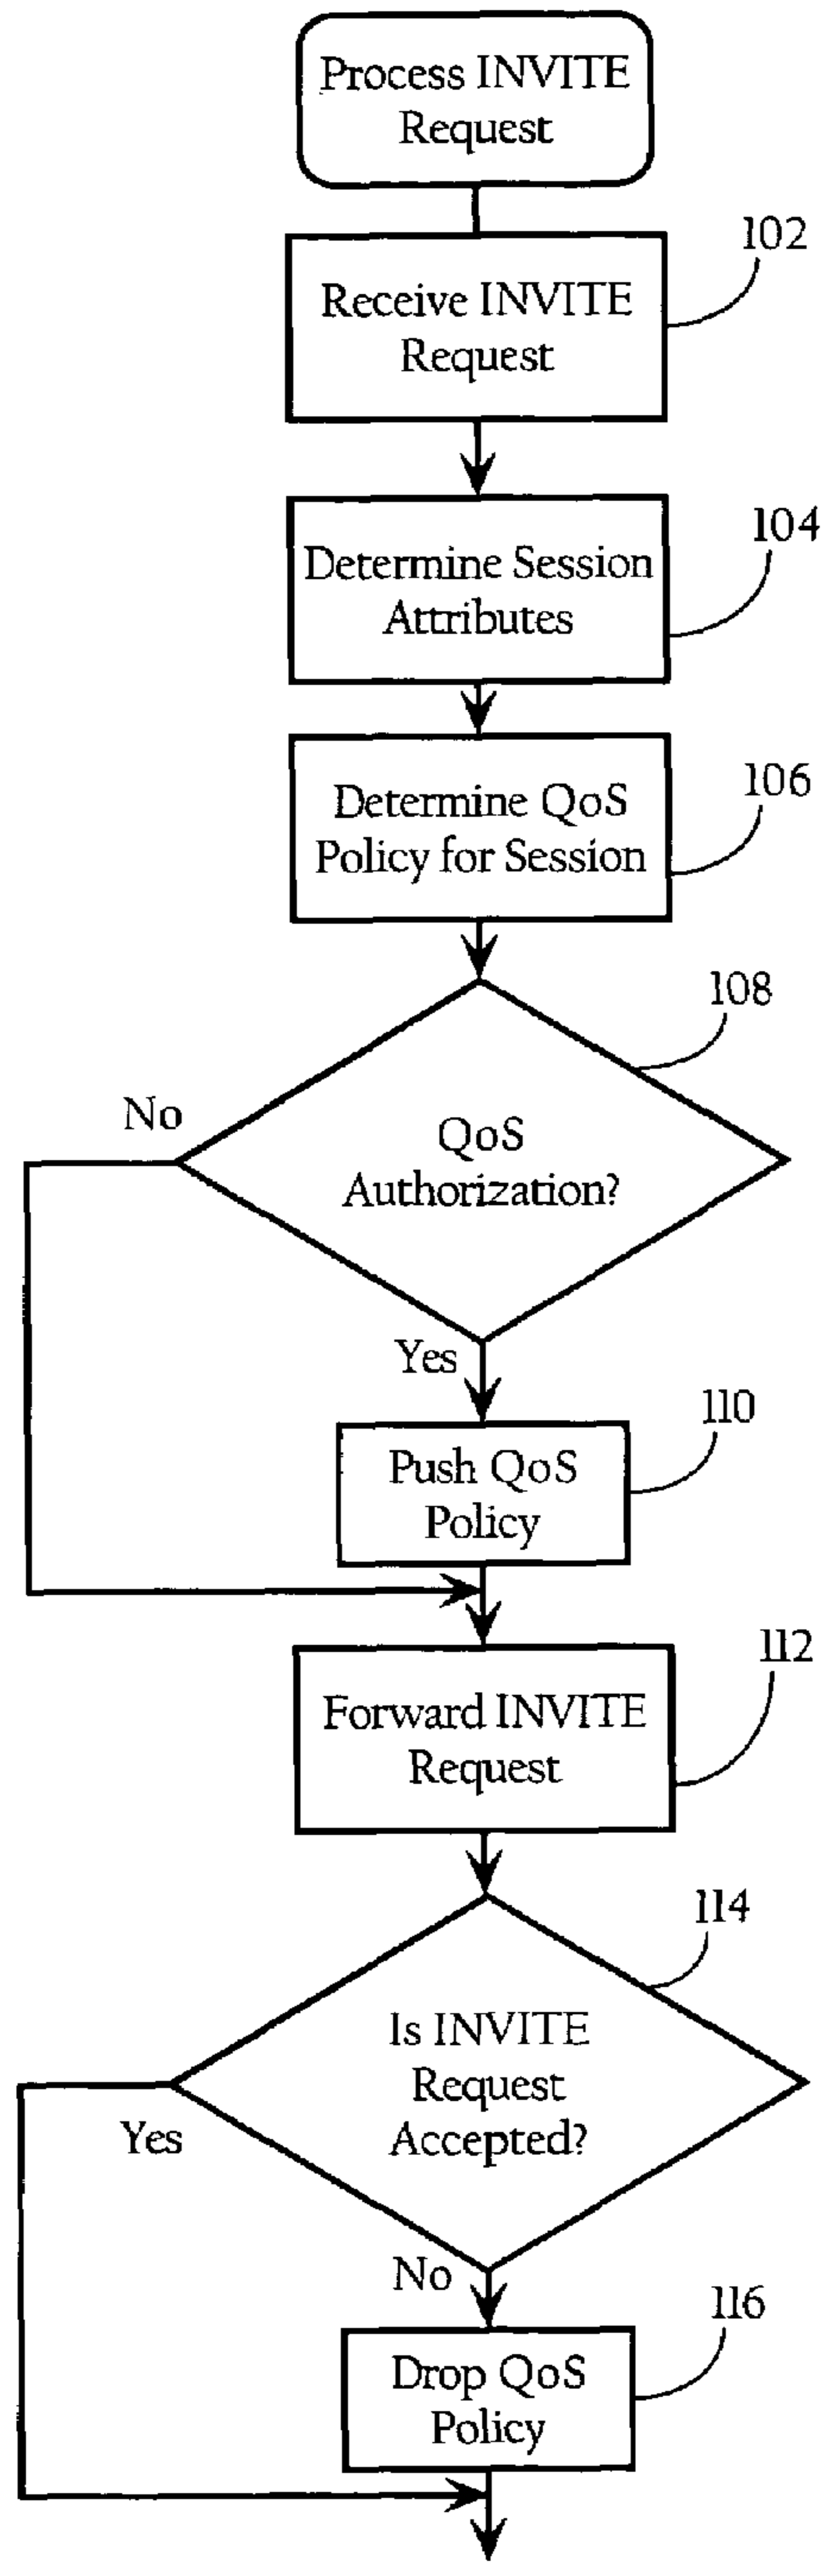 Process INVITE
Request
102
Receive INVITE
Request
104
Determine Session
Attributes
106
Determine QoS
Policy for Session
108
No
QoS
Authorization?
Yes
110
Push QoS
Policy
112
Forward INVITE
Request
114
Is INVITE
Request
Accepted?
Yes
No
116
Drop QoS
Policy